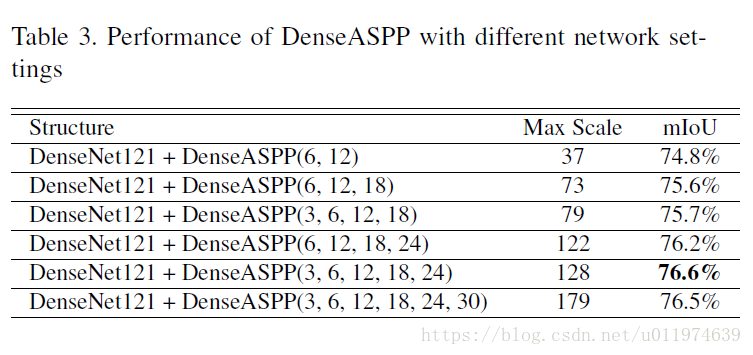 Table 3. Performance of DenseASPP with different network set-
tings
Structure Max Scale mIoU
DenseNet121 + DenseASPP(6, 12) 37 74.8%
DenseNet121 + DenseASPP(6, 12, 18) 73 75.6%
DenseNet121 + DenseASPP(3, 6, 12, 18) 79 75.7%
DenseNet121 + DenseASPP(6, 12, 18, 24) 122 76.2%
DenseNet121 + DenseASPP(3, 6, 12, 18, 24) 128 76.6%
DenseNet121 + DenseASPP(3, 6, 12, 18, 24, 30) 179 76.5%
https://blog.csdn.net/u011974639